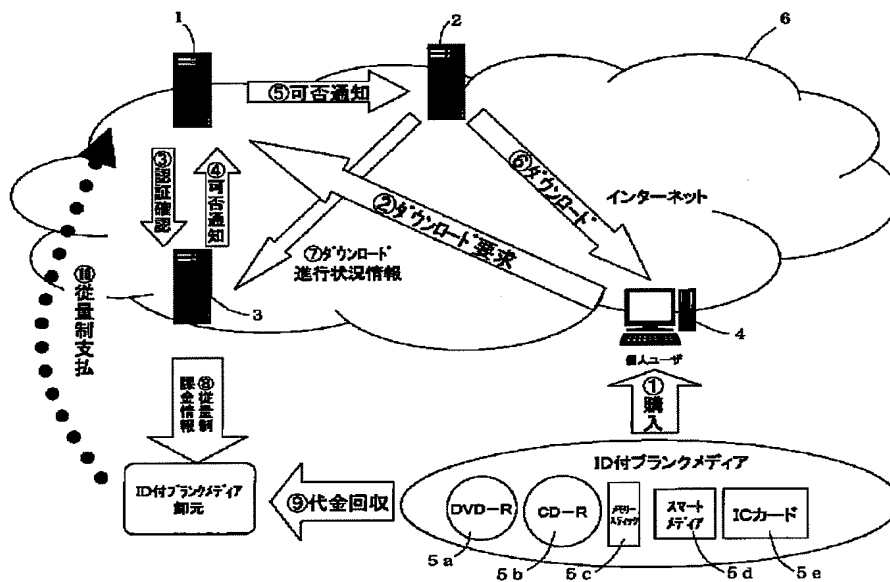 1
2
6
⑤可否通知
③認証確認
④可否通知
⑥ダウンロード
インターネット
②ダウンロード要求
⑦ダウンロード
進行状況情報
3
4
個人ユーザ
⑩従量制支払
⑧従量制
課金情報
①購入
ID付ブランクメディア
ID付ブランクメディア
卸元
⑨代金回収
DVD−R
CD−R
メモリー
スティック
スマート
メディア
ICカード
5a
5b
5c
5d
5e